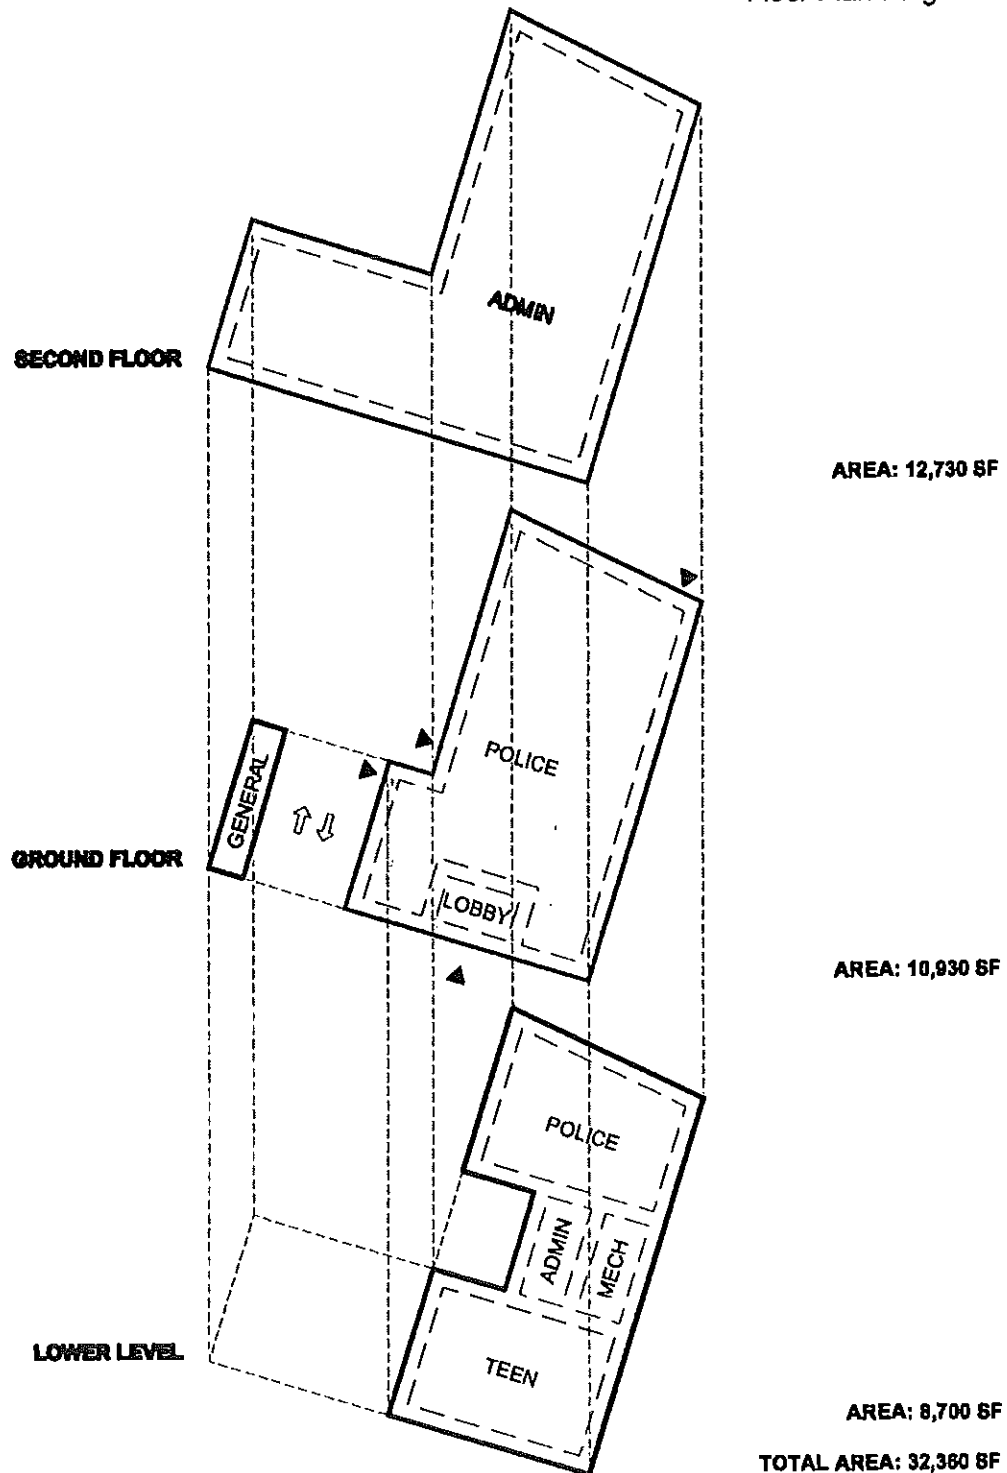 ADMIN
SECOND FLOOR
AREA: 12,730 SF
POLICE
GENERAL
GROUND FLOOR
LOBBY
AREA: 10,930 SF
POLICE
ADMIN
MECH
LOWER LEVEL
TEEN
AREA: 8,700 SF
TOTAL AREA: 32,360 SF